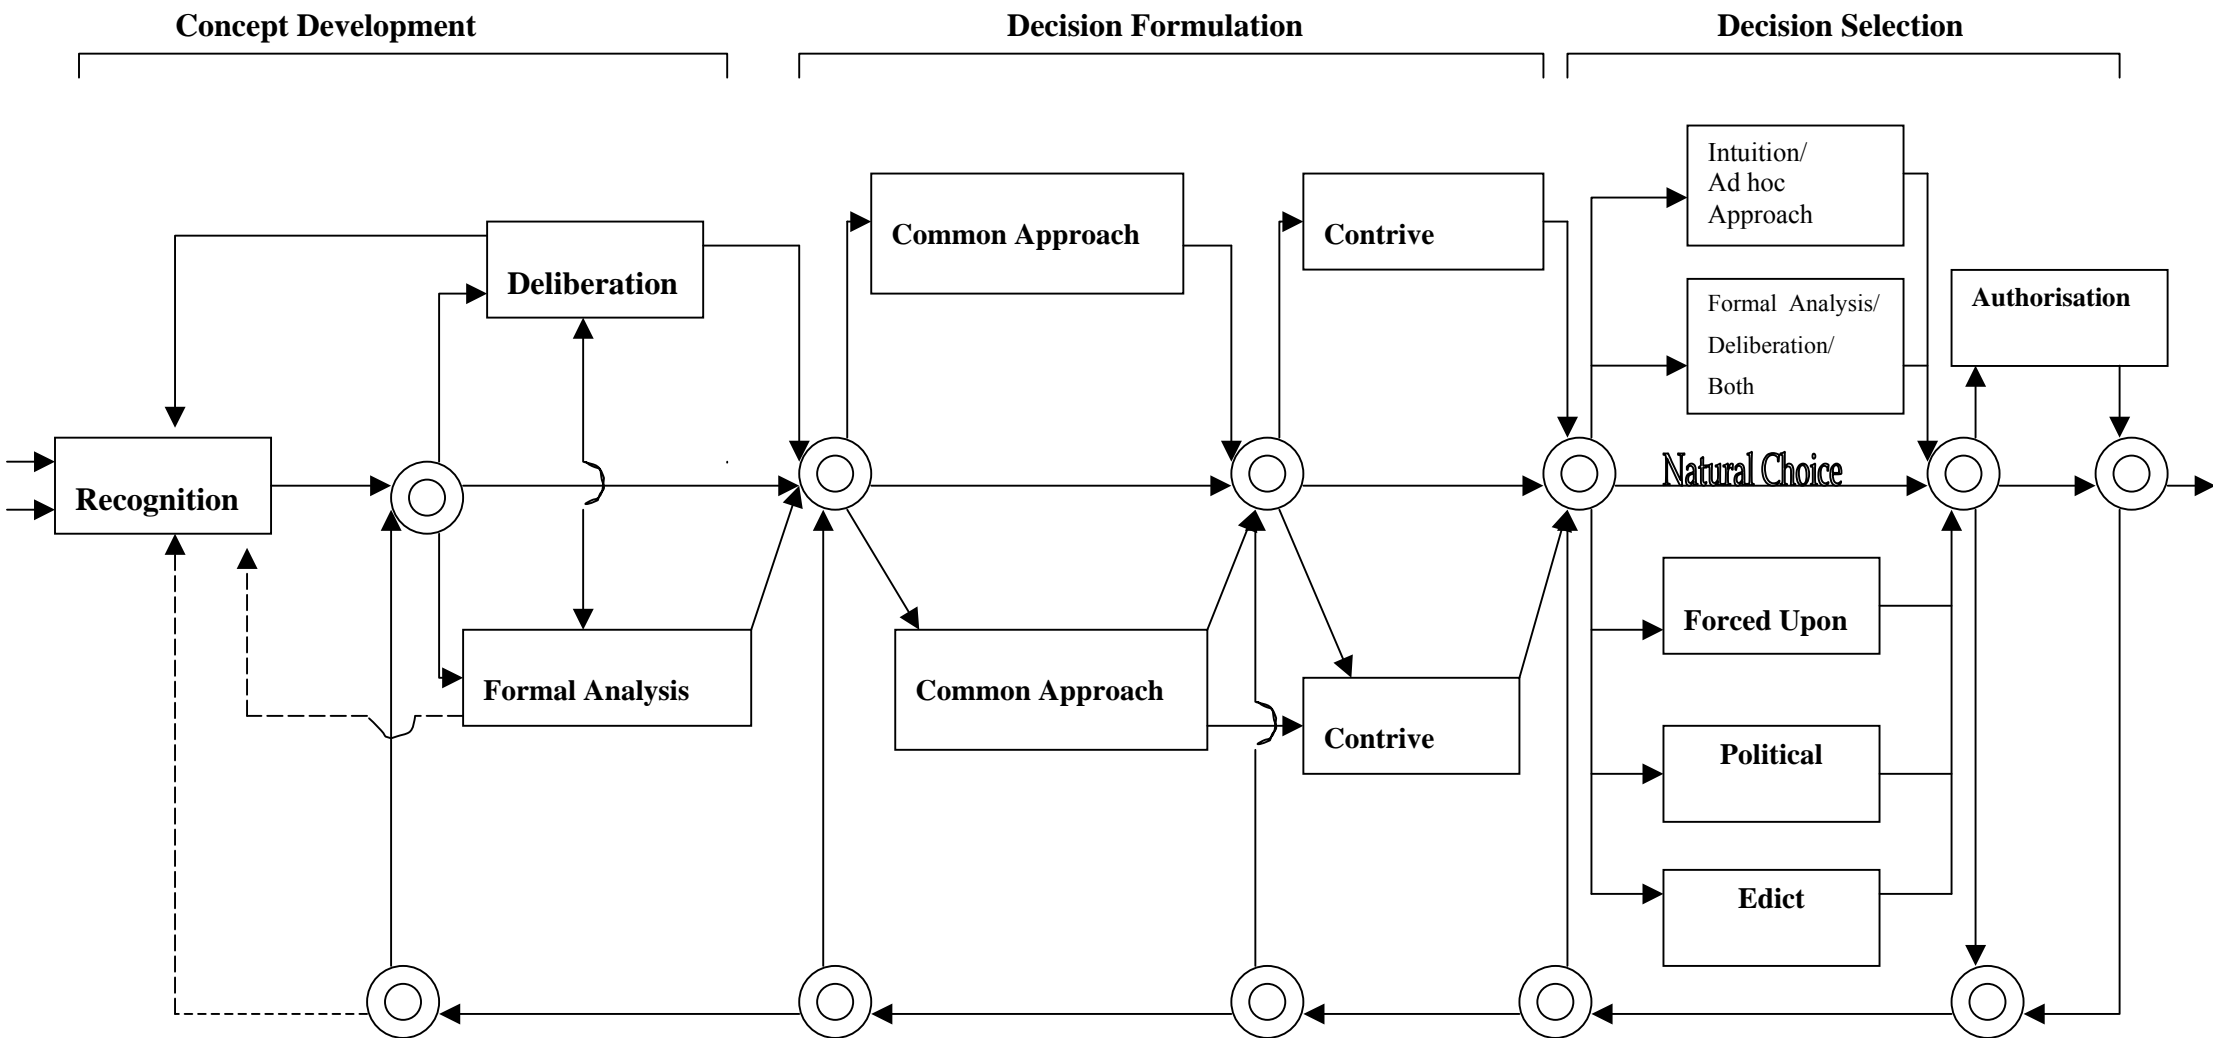 Concept Development
Decision Formulation
Decision Selection
Intuition/
Ad hoc
Approach
Common Approach
Contrive
Deliberation
Formal Analysis/
Deliberation/
Both
Authorisation
Recognition
Natural Choice
Forced Upon
Formal Analysis
Common Approach
Contrive
Political
Edict